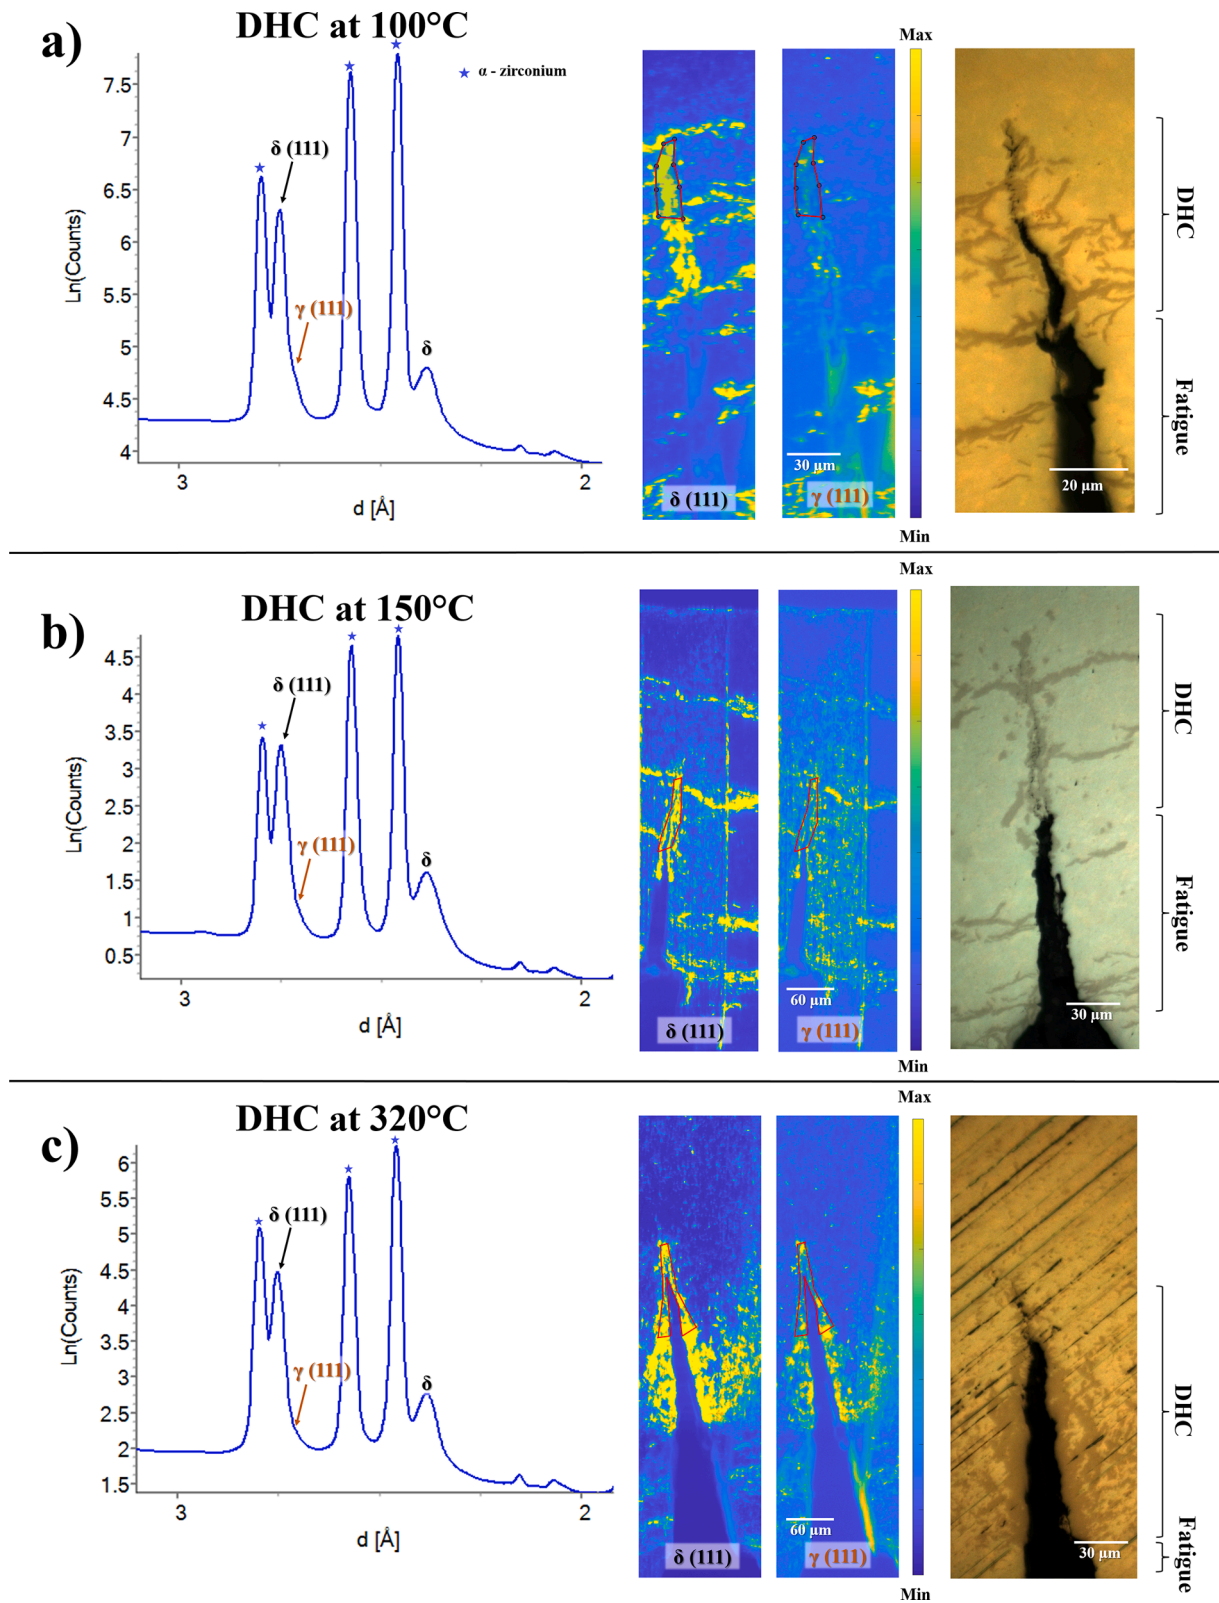 a)
DHC at 100°C
★ α - zirconium
Ln(Counts)
7.5
7
6.5
6
5.5
5
4.5
4
δ (111)
γ (111)
δ
3
2
d [Å]
Max
30 µm
δ (111)
γ (111)
Min
20 µm
DHC
Fatigue
b)
DHC at 150°C
Ln(Counts)
4.5
4
3.5
3
2.5
2
1.5
1
0.5
δ (111)
γ (111)
δ
3
2
d [Å]
Max
60 µm
δ (111)
γ (111)
Min
30 µm
DHC
Fatigue
c)
DHC at 320°C
Ln(Counts)
6
5.5
5
4.5
4
3.5
3
2.5
2
1.5
δ (111)
γ (111)
δ
3
2
d [Å]
Max
60 µm
δ (111)
γ (111)
Min
30 µm
DHC
Fatigue